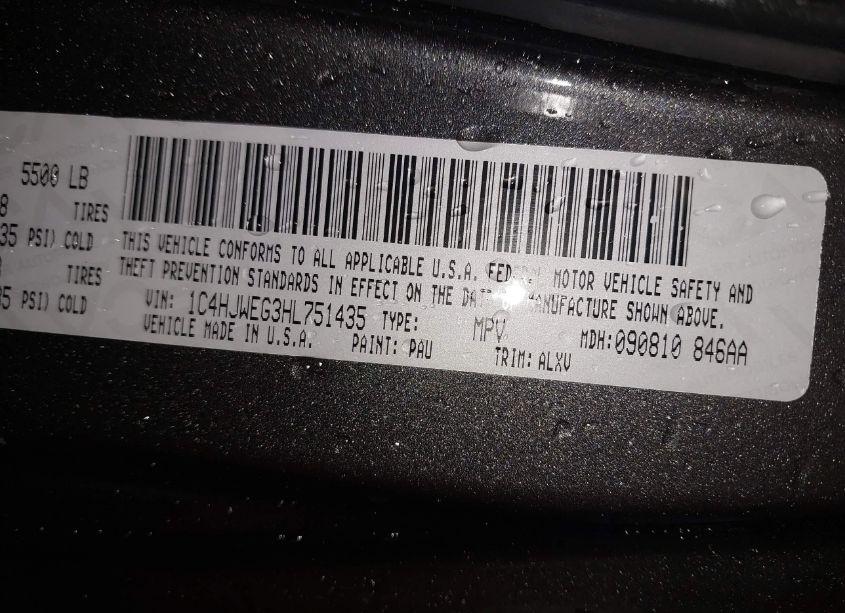 5500 LB
8 TIRES
35 PSI) COLD
TIRES
35 PSI) COLD
THIS VEHICLE CONFORMS TO ALL APPLICABLE U.S.A. MOTOR VEHICLE SAFETY AND
THEFT PREVENTION STANDARDS IN EFFECT ON THE MANUFACTURE SHOWN ABOVE.
VIN: 1C4HJWEG3HL751435 TYPE: MPV MDH: 090810 846AA
VEHICLE MADE IN U.S.A. PAINT: PAU TRIM: ALXV